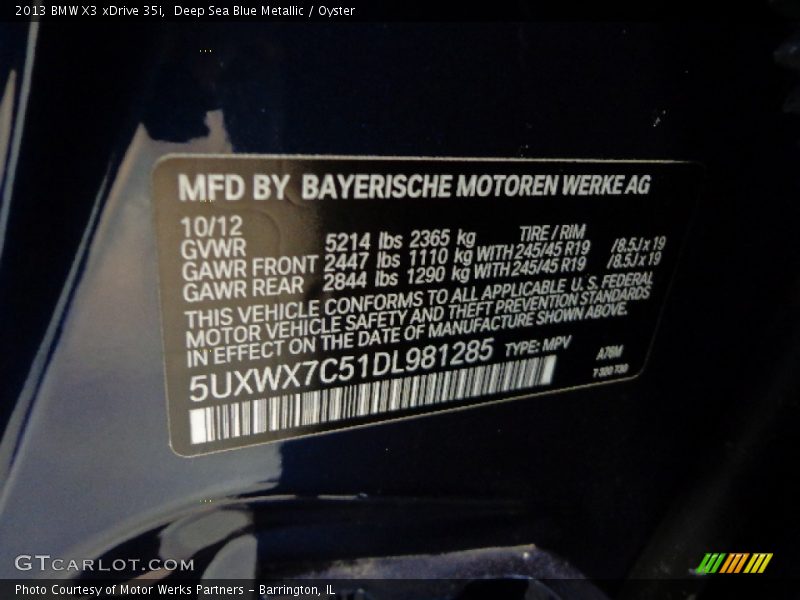 2013 BMW X3 xDrive 35i, Deep Sea Blue Metallic / Oyster
MFD BY BAYERISCHE MOTOREN WERKE AG
10/12
GVWR 5214 lbs 2365 kg TIRE / RIM
GAWR FRONT 2447 lbs 1110 kg WITH 245/45 R19 /8.5J x 19
GAWR REAR 2844 lbs 1290 kg WITH 245/45 R19 /8.5J x 19
THIS VEHICLE CONFORMS TO ALL APPLICABLE U.S. FEDERAL
MOTOR VEHICLE SAFETY AND THEFT PREVENTION STANDARDS
IN EFFECT ON THE DATE OF MANUFACTURE SHOWN ABOVE.
5UXWX7C51DL981285 TYPE: MPV
GTCARLOT.COM
Photo Courtesy of Motor Werks Partners – Barrington, IL